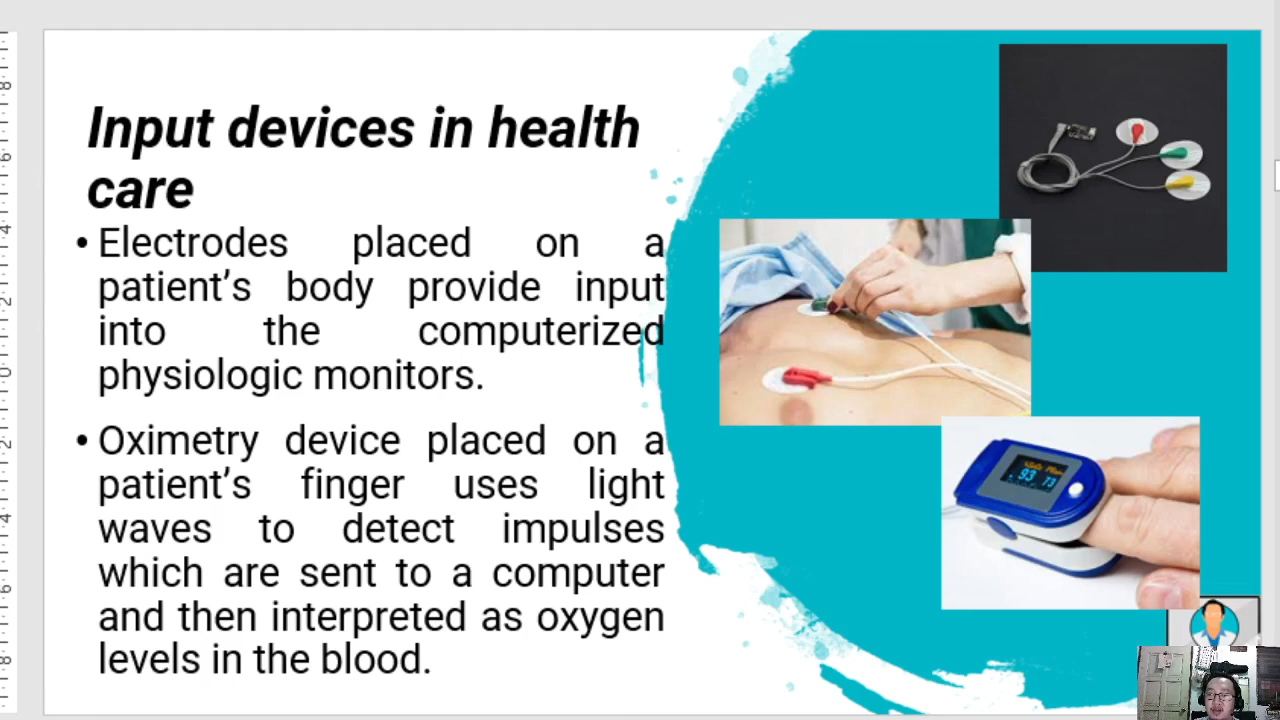 Input devices in health
care
• Electrodes placed on a
patient’s body provide input
into the computerized
physiologic monitors.
• Oximetry device placed on a
patient’s finger uses light
waves to detect impulses
which are sent to a computer
and then interpreted as oxygen
levels in the blood.
93 73